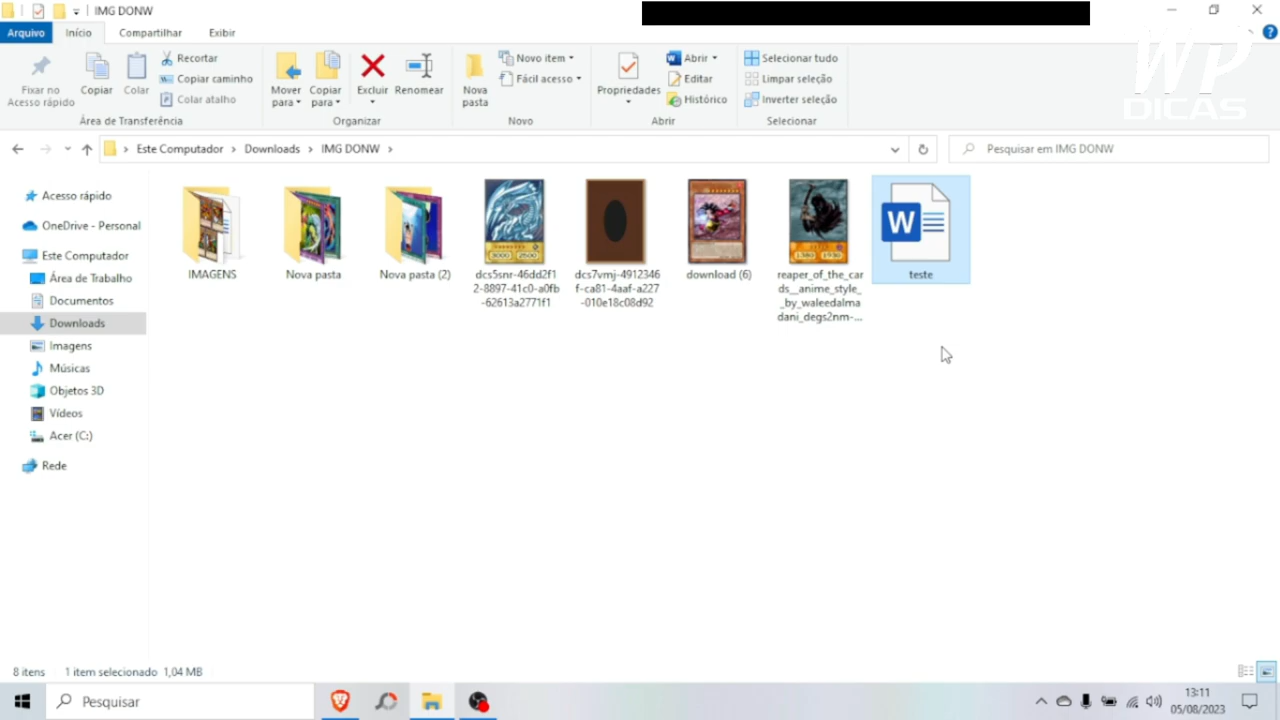 IMG DONW
Arquivo Início Compartilhar Exibir
Fixar no Acesso rápido
Copiar
Colar
Recortar
Copiar caminho
Colar atalho
Área de Transferência
Mover para
Copiar para
Excluir
Renomear
Organizar
Nova pasta
Novo item
Fácil acesso
Novo
Propriedades
Abrir
Editar
Histórico
Abrir
Selecionar tudo
Limpar seleção
Inverter seleção
Selecionar
WP
DICAS
Este Computador > Downloads > IMG DONW >
Pesquisar em IMG DONW
Acesso rápido
OneDrive - Personal
Este Computador
Área de Trabalho
Documentos
Downloads
Imagens
Músicas
Objetos 3D
Vídeos
Acer (C:)
Rede
IMAGENS
Nova pasta
Nova pasta (2)
dcs5snr-46dd2f1
2-8897-41c0-a0fb
-62613a2771f1
dcs7vmj-4912346
f-ca81-4aaf-a227
-010e18c08d92
download (6)
reaper_of_the_car
ds__anime_style_
_by_waleedalma
dani_degs2nm-...
W
teste
3000 2500
1380 1930
8 itens 1 item selecionado 1,04 MB
Pesquisar
13:11
05/08/2023